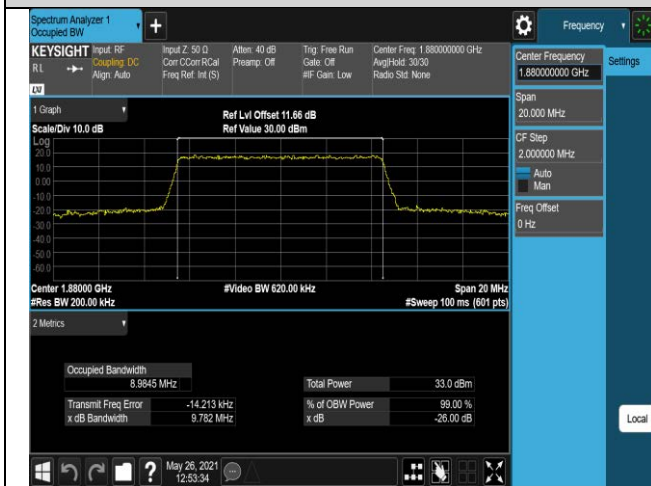 Spectrum Analyzer 1
Occupied BW
+
Frequency
KEYSIGHT
RL
LXI
Input: RF
Coupling: DC
Align: Auto
Input Z: 50 Ω
Corr CCorr RCal
Freq Ref: Int (S)
Atten: 40 dB
Preamp: Off
Trig: Free Run
Gate: Off
#IF Gain: Low
Center Freq: 1.880000000 GHz
Avg|Hold: 30/30
Radio Std: None
Center Frequency
1.880000000 GHz
Settings
Span
20.000 MHz
CF Step
2.000000 MHz
Auto
Man
Freq Offset
0 Hz
1 Graph
Scale/Div 10.0 dB
Ref Lvl Offset 11.66 dB
Ref Value 30.00 dBm
Log
20.0
10.0
0.00
-10.0
-20.0
-30.0
-40.0
-50.0
-60.0
Center 1.88000 GHz
#Video BW 620.00 kHz
Span 20 MHz
#Res BW 200.00 kHz
#Sweep 100 ms (601 pts)
2 Metrics
Occupied Bandwidth
8.9845 MHz
Total Power 33.0 dBm
Transmit Freq Error -14.213 kHz
% of OBW Power 99.00 %
x dB Bandwidth 9.782 MHz
x dB -26.00 dB
Local
?
May 26, 2021
12:53:34